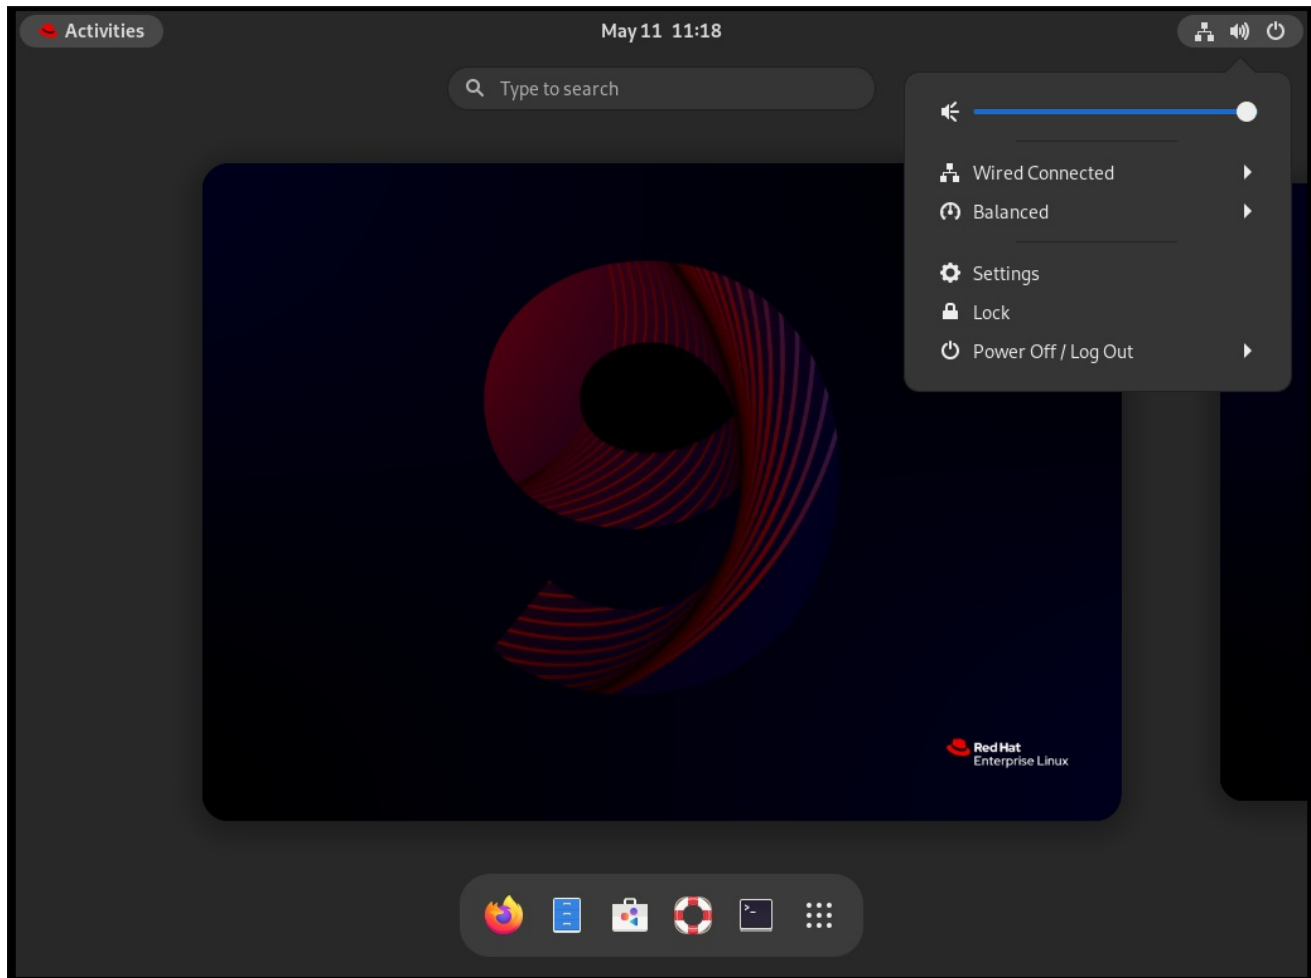 Activities
May 11 11:18
Type to search
Wired Connected
Balanced
Settings
Lock
Power Off / Log Out
9
Red Hat
Enterprise Linux
>_